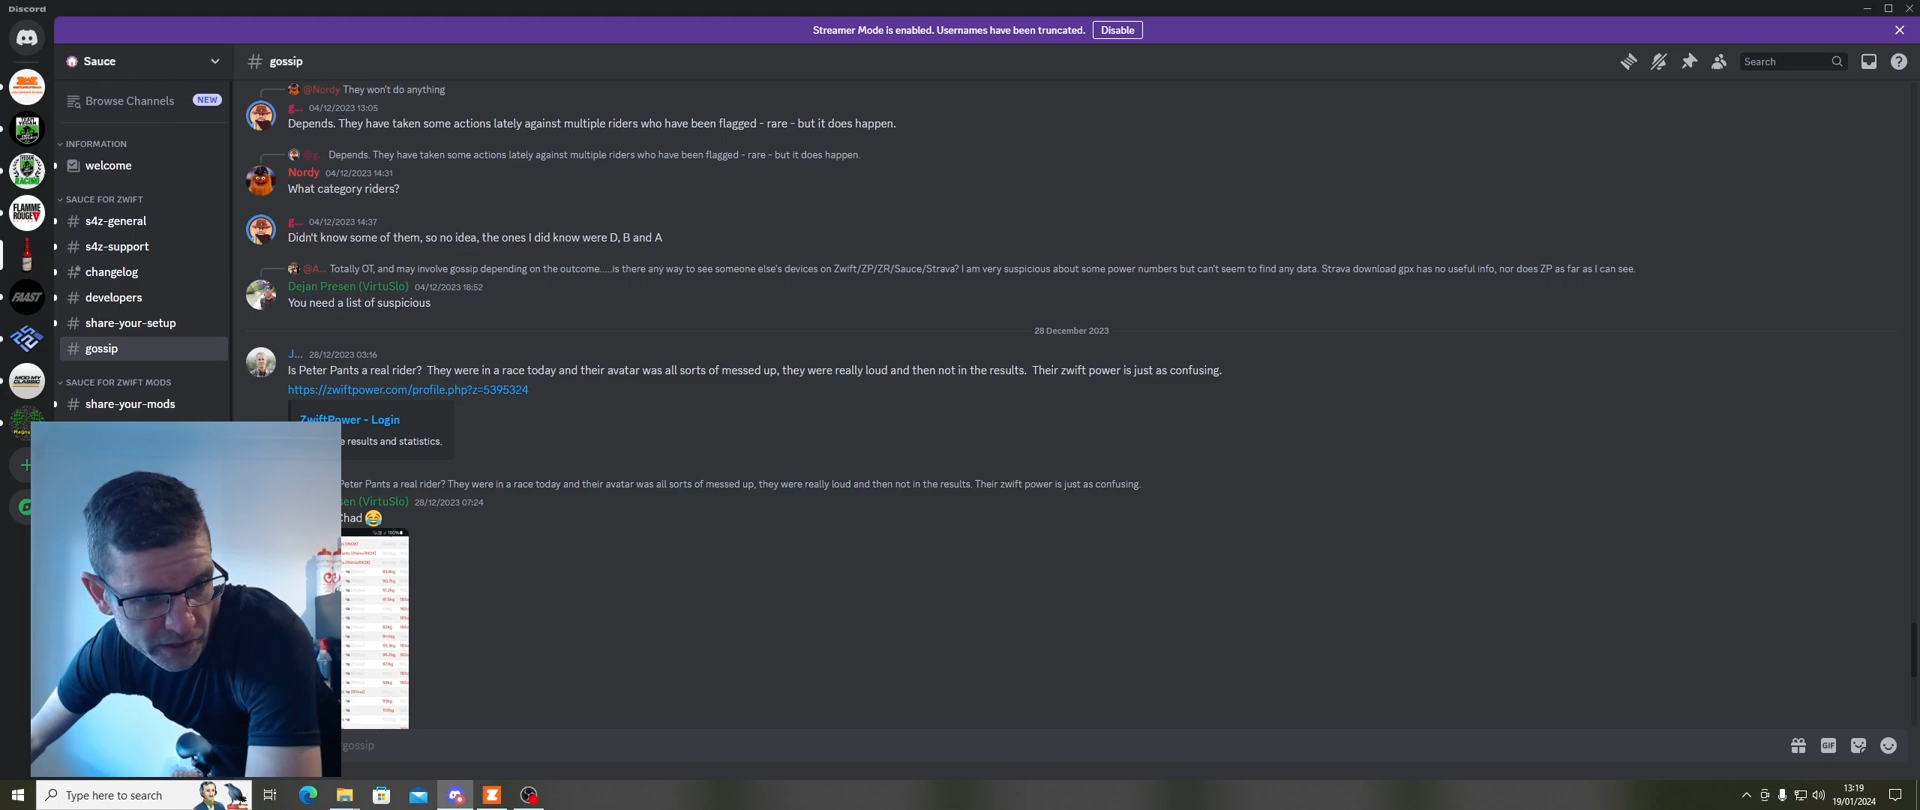 Discord
Streamer Mode is enabled. Usernames have been truncated.
Disable
Sauce
gossip
Search
Browse Channels
NEW
INFORMATION
welcome
SAUCE FOR ZWIFT
s4z-general
s4z-support
changelog
developers
share-your-setup
gossip
SAUCE FOR ZWIFT MODS
share-your-mods
FLAMME ROUGE
FAAST
MOD MY CLASSIC
@Nordy They won't do anything
g... 04/12/2023 13:05
Depends. They have taken some actions lately against multiple riders who have been flagged - rare - but it does happen.
@g.. Depends. They have taken some actions lately against multiple riders who have been flagged - rare - but it does happen.
Nordy 04/12/2023 14:31
What category riders?
g... 04/12/2023 14:37
Didn't know some of them, so no idea, the ones I did know were D, B and A
@A... Totally OT, and may involve gossip depending on the outcome.....is there any way to see someone else's devices on Zwift/ZP/ZR/Sauce/Strava? I am very suspicious about some power numbers but can't seem to find any data. Strava download gpx has no useful info, nor does ZP as far as I can see.
Dejan Presen (VirtuSlo) 04/12/2023 18:52
You need a list of suspicious
28 December 2023
J... 28/12/2023 03:16
Is Peter Pants a real rider? They were in a race today and their avatar was all sorts of messed up, they were really loud and then not in the results. Their zwift power is just as confusing.
https://zwiftpower.com/profile.php?z=5395324
ZwiftPower - Login
e results and statistics.
Peter Pants a real rider? They were in a race today and their avatar was all sorts of messed up, they were really loud and then not in the results. Their zwift power is just as confusing.
sen (VirtuSlo) 28/12/2023 07:24
Chad 😂
gossip
GIF
Type here to search
13:19
19/01/2024